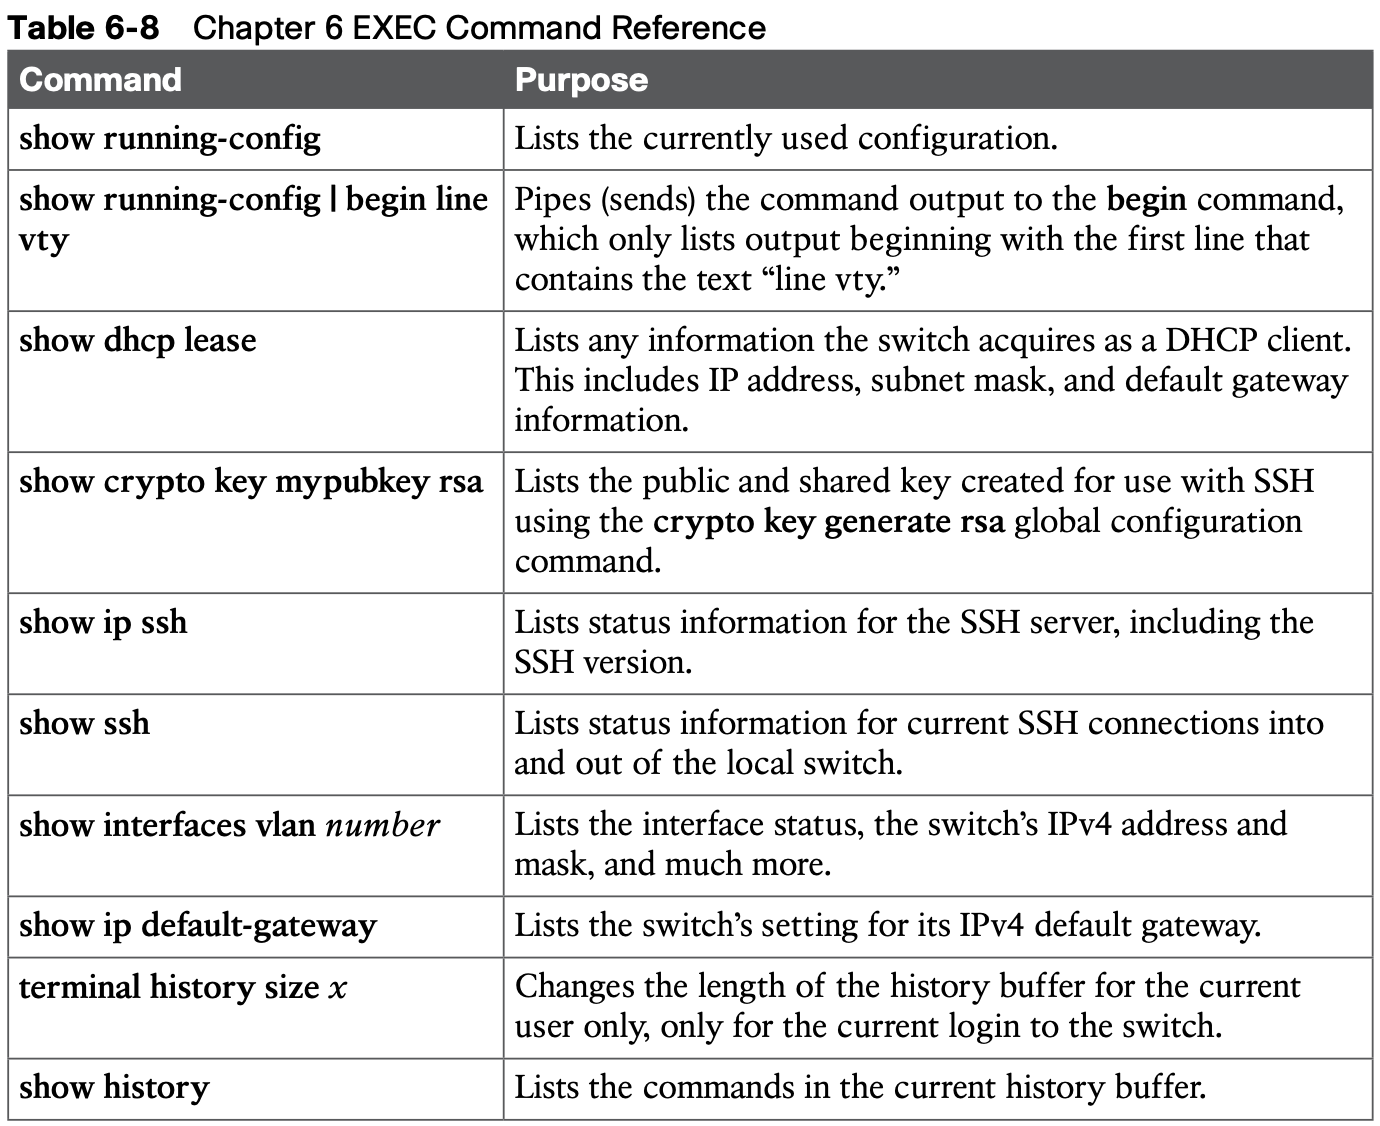 Table 6-8 Chapter 6 EXEC Command Reference
Command Purpose
show running-config Lists the currently used configuration.
show running-config | begin line
vty
Pipes (sends) the command output to the begin command,
which only lists output beginning with the first line that
contains the text “line vty.”
show dhcp lease
Lists any information the switch acquires as a DHCP client.
This includes IP address, subnet mask, and default gateway
information.
show crypto key mypubkey rsa
Lists the public and shared key created for use with SSH
using the crypto key generate rsa global configuration
command.
show ip ssh
Lists status information for the SSH server, including the
SSH version.
show ssh
Lists status information for current SSH connections into
and out of the local switch.
show interfaces vlan number
Lists the interface status, the switch’s IPv4 address and
mask, and much more.
show ip default-gateway Lists the switch’s setting for its IPv4 default gateway.
terminal history size x
Changes the length of the history buffer for the current
user only, only for the current login to the switch.
show history Lists the commands in the current history buffer.